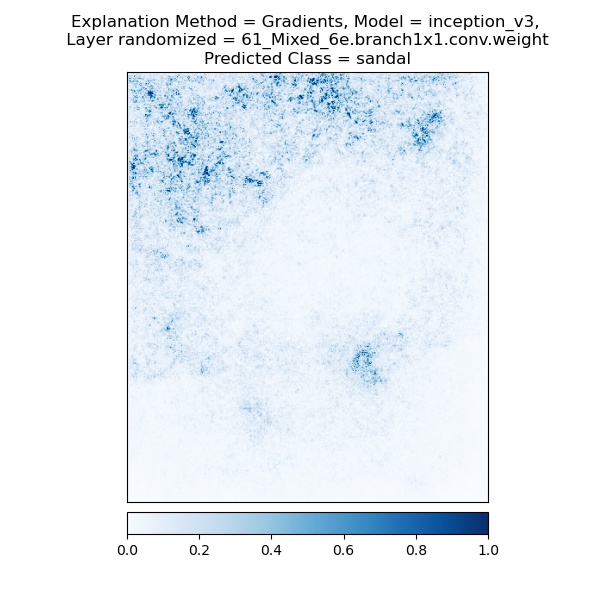 Explanation Method = Gradients, Model = inception_v3,
Layer randomized = 61_Mixed_6e.branch1x1.conv.weight
Predicted Class = sandal
0.0 0.2 0.4 0.6 0.8 1.0